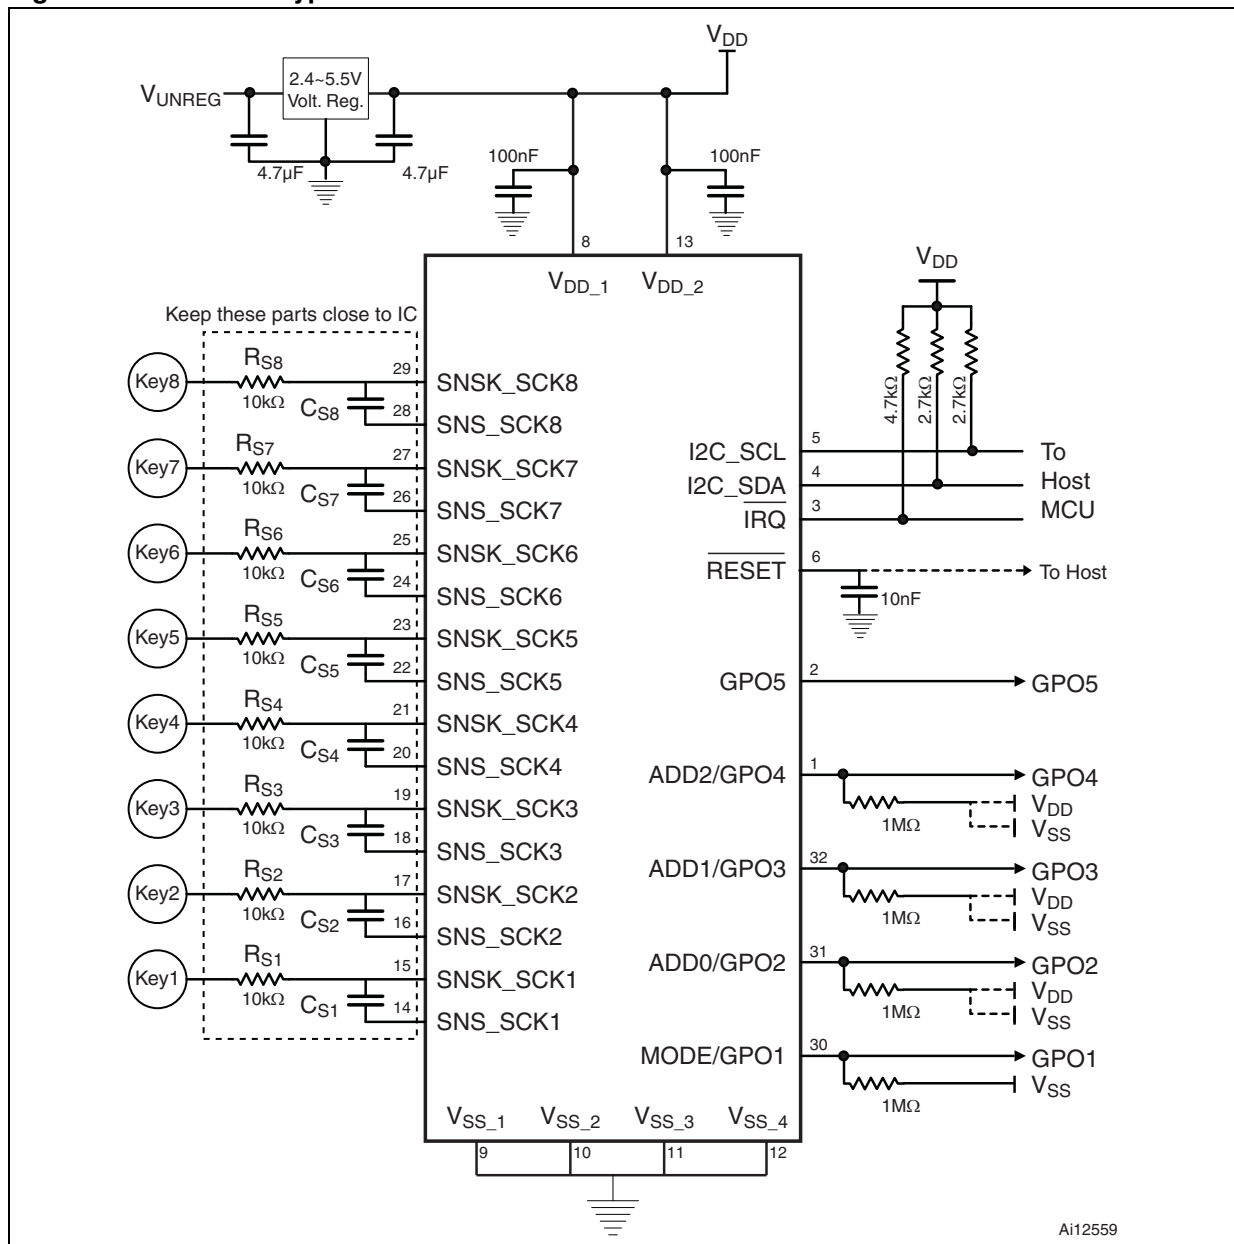 V_DD
V_UNREG
2.4~5.5V
Volt. Reg.
4.7µF
4.7µF
100nF
100nF
8
13
V_DD_1
V_DD_2
V_DD
Keep these parts close to IC
4.7kΩ
2.7kΩ
2.7kΩ
Key8
R_S8
10kΩ
C_S8
29
SNSK_SCK8
28
SNS_SCK8
Key7
R_S7
10kΩ
C_S7
27
SNSK_SCK7
26
SNS_SCK7
Key6
R_S6
10kΩ
C_S6
25
SNSK_SCK6
24
SNS_SCK6
Key5
R_S5
10kΩ
C_S5
23
SNSK_SCK5
22
SNS_SCK5
Key4
R_S4
10kΩ
C_S4
21
SNSK_SCK4
20
SNS_SCK4
Key3
R_S3
10kΩ
C_S3
19
SNSK_SCK3
18
SNS_SCK3
Key2
R_S2
10kΩ
C_S2
17
SNSK_SCK2
16
SNS_SCK2
Key1
R_S1
10kΩ
C_S1
15
SNSK_SCK1
14
SNS_SCK1
I2C_SCL
5
To
I2C_SDA
4
Host
IRQ
3
MCU
RESET
6
To Host
10nF
GPO5
2
GPO5
ADD2/GPO4
1
GPO4
1MΩ
V_DD
V_SS
ADD1/GPO3
32
GPO3
1MΩ
V_DD
V_SS
ADD0/GPO2
31
GPO2
1MΩ
V_DD
V_SS
MODE/GPO1
30
GPO1
1MΩ
V_SS
V_SS_1
V_SS_2
V_SS_3
V_SS_4
9
10
11
12
Ai12559